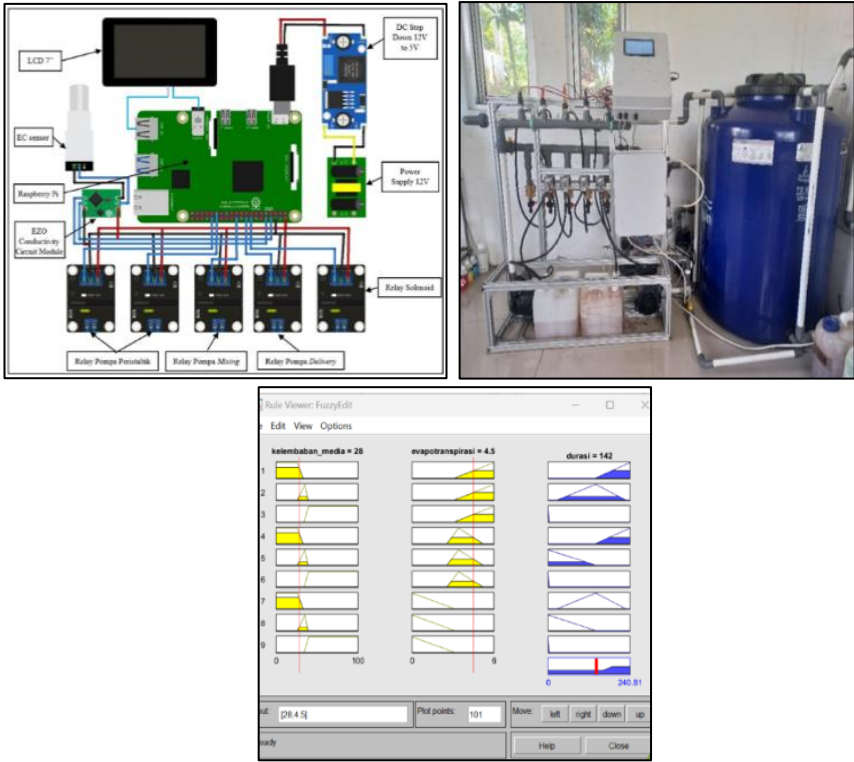 LCD 7"
DC Step
Down 12V
to 5V
EC sensor
Raspberry Pi
Power
Supply 12V
EZO
Conductivity
Circuit Module
Relay Solenoid
Relay Pompa Peristaltik
Relay Pompa Mixing
Relay Pompa Delivery
Rule Viewer: FuzzyEdit
Edit View Options
kelembaban_media = 28
evapotranspirasi = 4.5
durasi = 142
1
2
3
4
5
6
7
8
9
0
100
0
6
0
240.81
[28;4.5]
Plot points:
101
Move:
left
right
down
up
Help
Close